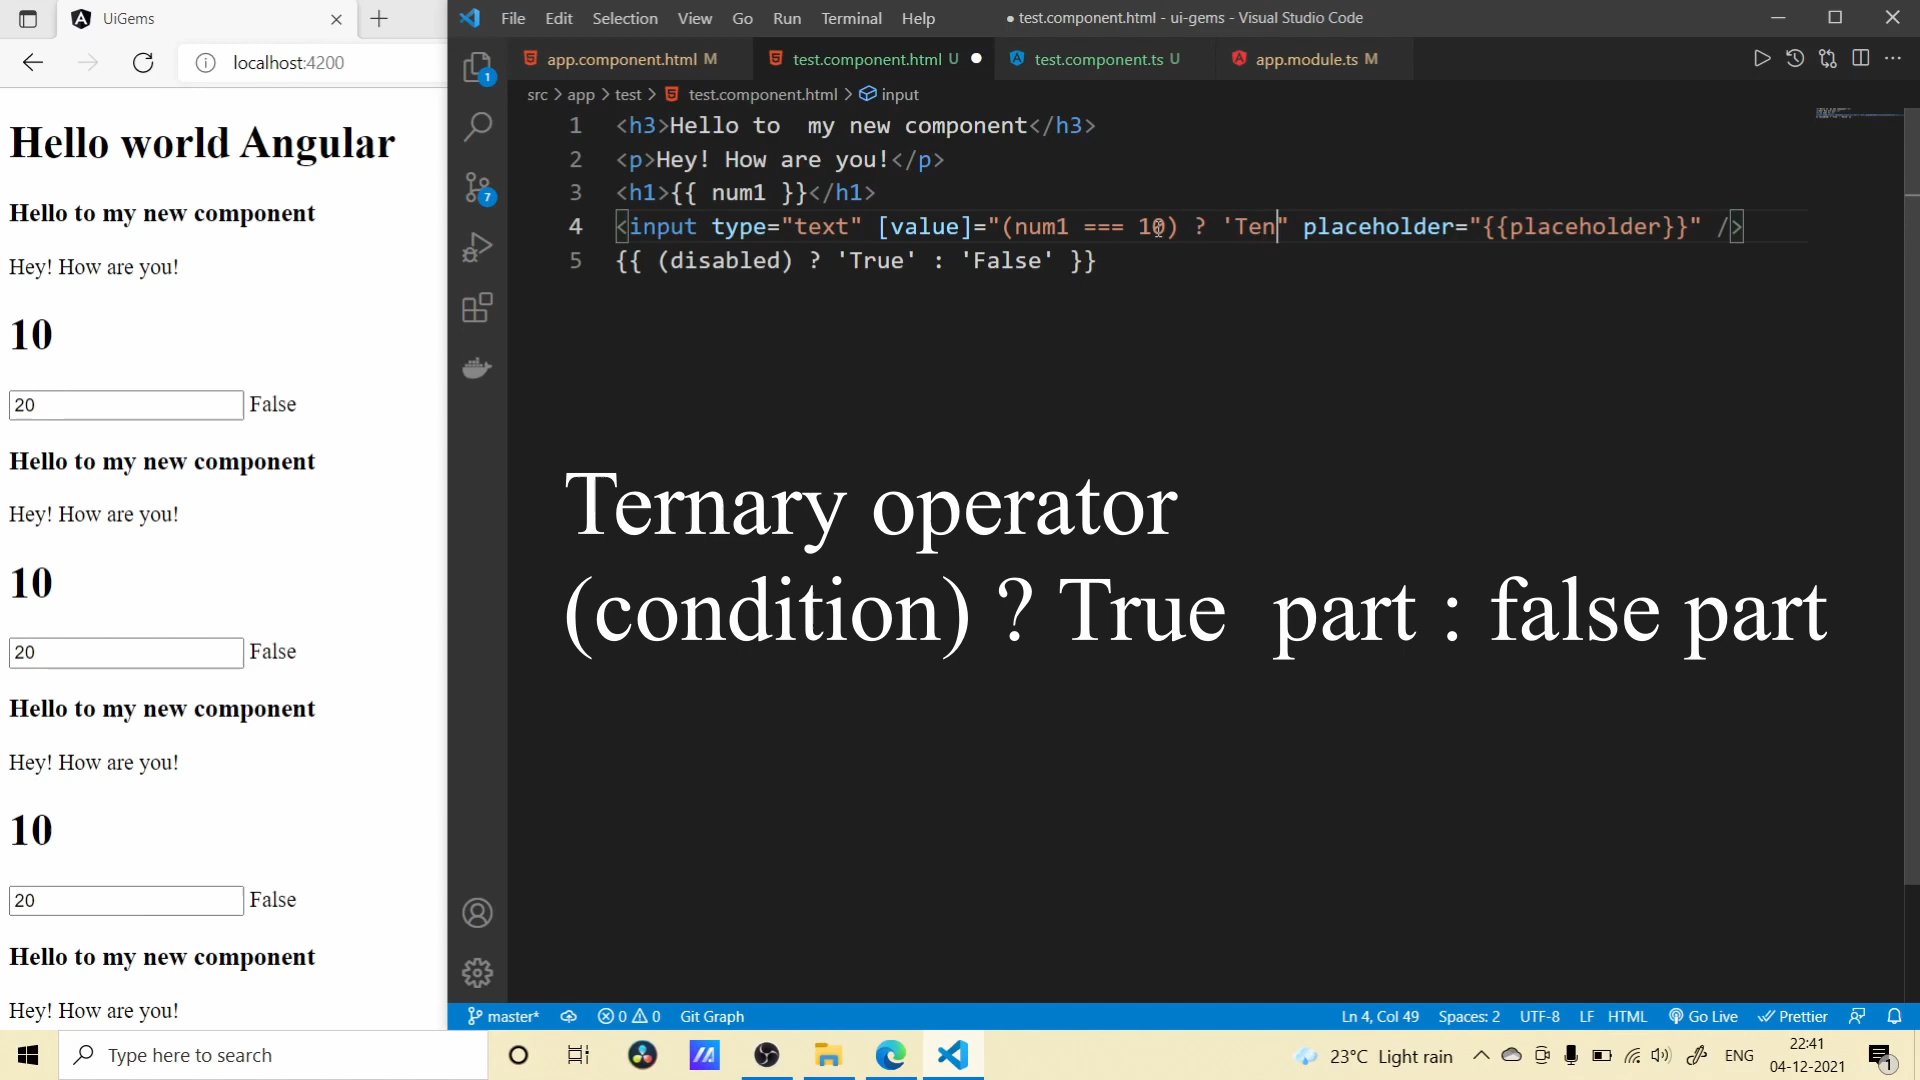 UiGems
localhost:4200
Hello world Angular
Hello to my new component
Hey! How are you!
10
20 False
Hello to my new component
Hey! How are you!
10
20 False
Hello to my new component
Hey! How are you!
10
20 False
Hello to my new component
Hey! How are you!
File Edit Selection View Go Run Terminal Help
● test.component.html - ui-gems - Visual Studio Code
app.component.html M test.component.html U test.component.ts U app.module.ts M
src > app > test > test.component.html > input
1
7
1 <h3>Hello to  my new component</h3>
2 <p>Hey! How are you!</p>
3 <h1>{{ num1 }}</h1>
4 <input type="text" [value]="(num1 === 10) ? 'Ten" placeholder="{{placeholder}}" />
5 {{ (disabled) ? 'True' : 'False' }}
Ternary operator
(condition) ? True  part : false part
master* 0 0 Git Graph
Ln 4, Col 49 Spaces: 2 UTF-8 LF HTML Go Live Prettier
Type here to search
23°C Light rain
ENG
22:41
04-12-2021
1